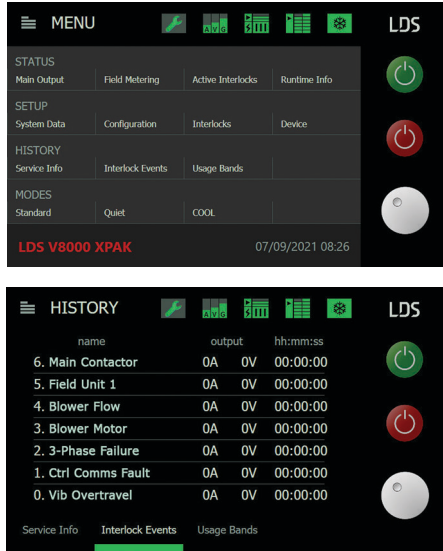 MENU
A V G
LDS
STATUS
Main Output Field Metering Active Interlocks Runtime Info
SETUP
System Data Configuration Interlocks Device
HISTORY
Service Info Interlock Events Usage Bands
MODES
Standard Quiet COOL
LDS V8000 XPAK 07/09/2021 08:26
HISTORY
A V G
LDS
name output hh:mm:ss
6. Main Contactor 0A 0V 00:00:00
5. Field Unit 1 0A 0V 00:00:00
4. Blower Flow 0A 0V 00:00:00
3. Blower Motor 0A 0V 00:00:00
2. 3-Phase Failure 0A 0V 00:00:00
1. Ctrl Comms Fault 0A 0V 00:00:00
0. Vib Overtravel 0A 0V 00:00:00
Service Info Interlock Events Usage Bands